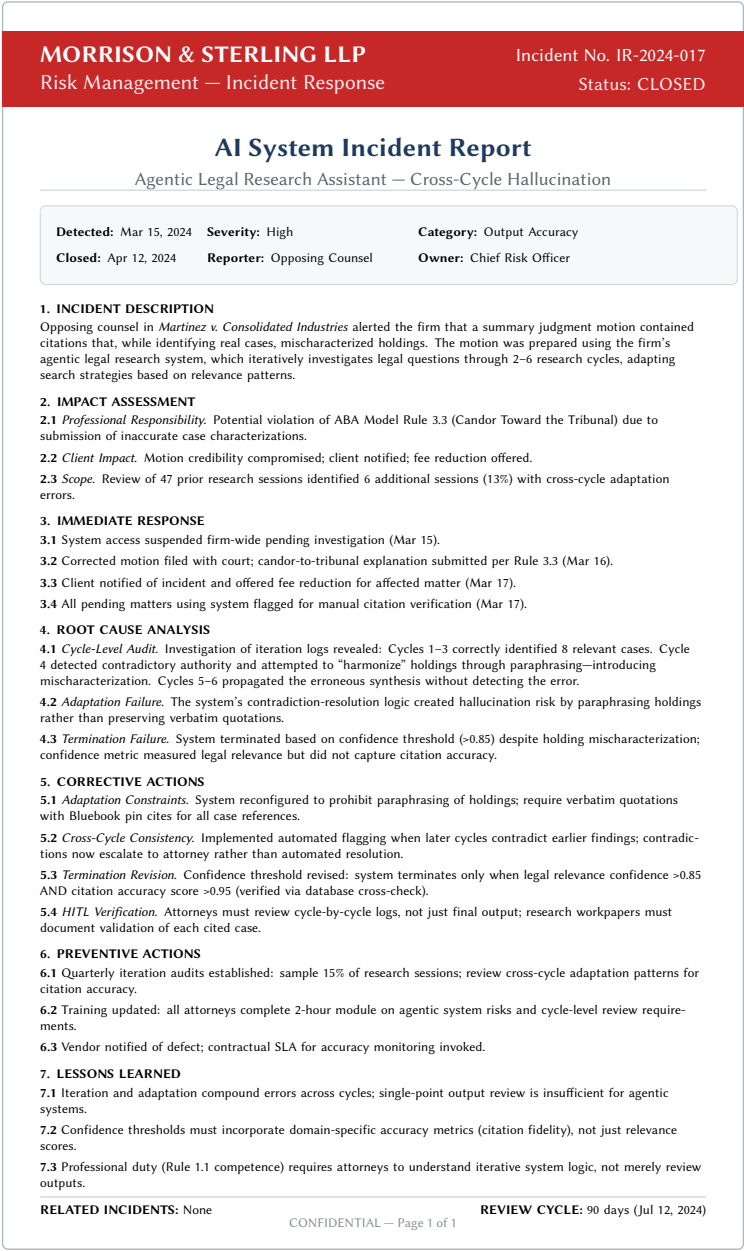 MORRISON & STERLING LLP
Incident No. IR-2024-017
Risk Management — Incident Response
Status: CLOSED
AI System Incident Report
Agentic Legal Research Assistant — Cross-Cycle Hallucination
Detected: Mar 15, 2024 Severity: High Category: Output Accuracy
Closed: Apr 12, 2024 Reporter: Opposing Counsel Owner: Chief Risk Officer
1. INCIDENT DESCRIPTION
Opposing counsel in Martinez v. Consolidated Industries alerted the firm that a summary judgment motion contained
citations that, while identifying real cases, mischaracterized holdings. The motion was prepared using the firm's
agentic legal research system, which iteratively investigates legal questions through 2–6 research cycles, adapting
search strategies based on relevance patterns.
2. IMPACT ASSESSMENT
2.1 Professional Responsibility. Potential violation of ABA Model Rule 3.3 (Candor Toward the Tribunal) due to
submission of inaccurate case characterizations.
2.2 Client Impact. Motion credibility compromised; client notified; fee reduction offered.
2.3 Scope. Review of 47 prior research sessions identified 6 additional sessions (13%) with cross-cycle adaptation
errors.
3. IMMEDIATE RESPONSE
3.1 System access suspended firm-wide pending investigation (Mar 15).
3.2 Corrected motion filed with court; candor-to-tribunal explanation submitted per Rule 3.3 (Mar 16).
3.3 Client notified of incident and offered fee reduction for affected matter (Mar 17).
3.4 All pending matters using system flagged for manual citation verification (Mar 17).
4. ROOT CAUSE ANALYSIS
4.1 Cycle-Level Audit. Investigation of iteration logs revealed: Cycles 1–3 correctly identified 8 relevant cases. Cycle
4 detected contradictory authority and attempted to “harmonize” holdings through paraphrasing—introducing
mischaracterization. Cycles 5–6 propagated the erroneous synthesis without detecting the error.
4.2 Adaptation Failure. The system's contradiction-resolution logic created hallucination risk by paraphrasing holdings
rather than preserving verbatim quotations.
4.3 Termination Failure. System terminated based on confidence threshold (>0.85) despite holding mischaracterization;
confidence metric measured legal relevance but did not capture citation accuracy.
5. CORRECTIVE ACTIONS
5.1 Adaptation Constraints. System reconfigured to prohibit paraphrasing of holdings; require verbatim quotations
with Bluebook pin cites for all case references.
5.2 Cross-Cycle Consistency. Implemented automated flagging when later cycles contradict earlier findings; contradic-
tions now escalate to attorney rather than automated resolution.
5.3 Termination Revision. Confidence threshold revised: system terminates only when legal relevance confidence >0.85
AND citation accuracy score >0.95 (verified via database cross-check).
5.4 HITL Verification. Attorneys must review cycle-by-cycle logs, not just final output; research workpapers must
document validation of each cited case.
6. PREVENTIVE ACTIONS
6.1 Quarterly iteration audits established: sample 15% of research sessions; review cross-cycle adaptation patterns for
citation accuracy.
6.2 Training updated: all attorneys complete 2-hour module on agentic system risks and cycle-level review require-
ments.
6.3 Vendor notified of defect; contractual SLA for accuracy monitoring invoked.
7. LESSONS LEARNED
7.1 Iteration and adaptation compound errors across cycles; single-point output review is insufficient for agentic
systems.
7.2 Confidence thresholds must incorporate domain-specific accuracy metrics (citation fidelity), not just relevance
scores.
7.3 Professional duty (Rule 1.1 competence) requires attorneys to understand iterative system logic, not merely review
outputs.
RELATED INCIDENTS: None REVIEW CYCLE: 90 days (Jul 12, 2024)
CONFIDENTIAL — Page 1 of 1